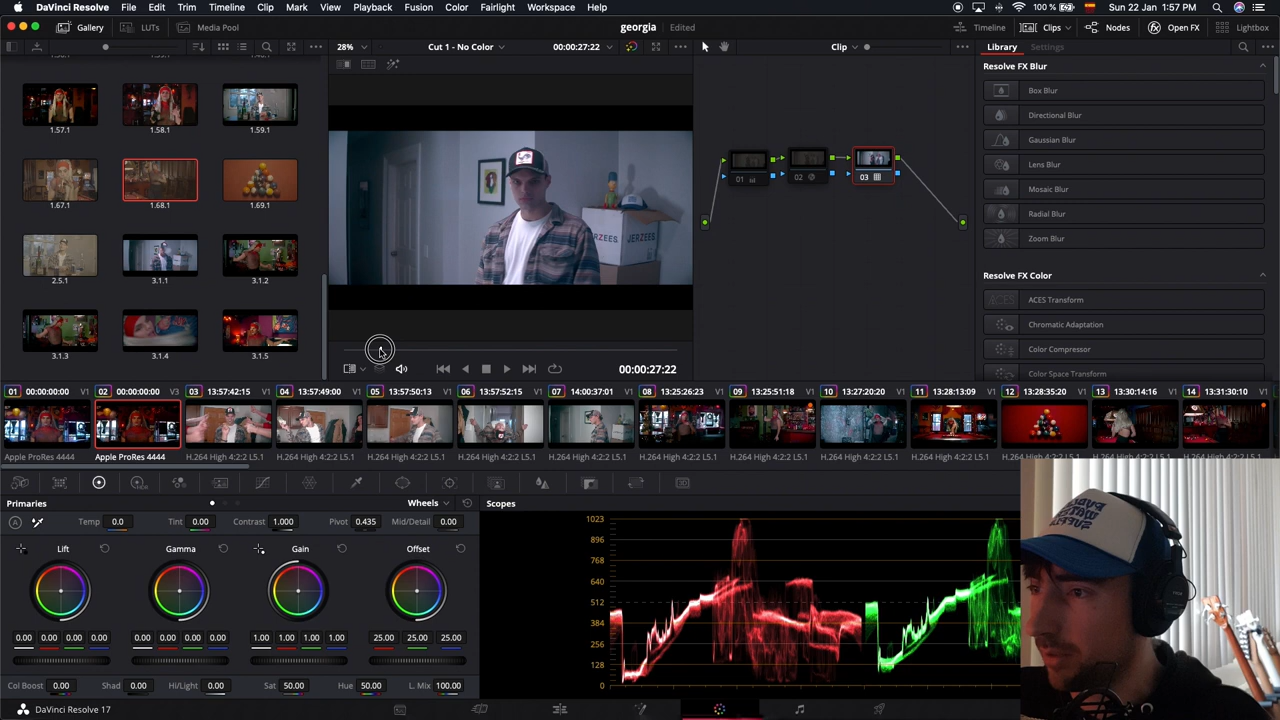 DaVinci Resolve File Edit Trim Timeline Clip Mark View Playback Fusion Color Fairlight Workspace Help 100 % Sun 22 Jan 1:57 PM
Gallery LUTs Media Pool georgia Edited Timeline Clips Nodes Open FX Lightbox
28% Cut 1 - No Color 00:00:27:22 Clip Library Settings
Resolve FX Blur
Box Blur
Directional Blur
Gaussian Blur
Lens Blur
Mosaic Blur
Radial Blur
Zoom Blur
Resolve FX Color
ACES Transform
Chromatic Adaptation
Color Compressor
Color Space Transform
1.57.1 1.58.1 1.59.1
1.67.1 1.68.1 1.69.1
2.5.1 3.1.1 3.1.2
3.1.3 3.1.4 3.1.5
JERZEES
01 02 03
00:00:27:22
01 00:00:00:00 V1 02 00:00:00:00 V3 03 13:57:42:15 V1 04 13:57:49:00 V1 05 13:57:50:13 V1 06 13:57:52:15 V1 07 14:00:37:01 V1 08 13:25:26:23 V1 09 13:25:51:18 V1 10 13:27:20:20 V1 11 13:28:13:09 V1 12 13:28:35:20 V1 13 13:30:14:16 V1 14 13:31:30:10 V1
Apple ProRes 4444 Apple ProRes 4444 H.264 High 4:2:2 L5.1 H.264 High 4:2:2 L5.1 H.264 High 4:2:2 L5.1 H.264 High 4:2:2 L5.1 H.264 High 4:2:2 L5.1 H.264 High 4:2:2 L5.1 H.264 High 4:2:2 L5.1 H.264 High 4:2:2 L5.1 H.264 High 4:2:2 L5.1 H.264 High 4:2:2 L5.1 H.264 High 4:2:2 L5.1 H.264 High 4:2:2 L5.1
Primaries Wheels Scopes
Temp 0.0 Tint 0.00 Contrast 1.000 Pivot 0.435 Mid/Detail 0.00
Lift Gamma Gain Offset
0.00 0.00 0.00 0.00 0.00 0.00 0.00 0.00 1.00 1.00 1.00 1.00 25.00 25.00 25.00
Col Boost 0.00 Shad 0.00 Hi/Light 0.00 Sat 50.00 Hue 50.00 L. Mix 100.00
1023
896
768
640
512
384
256
128
0
DaVinci Resolve 17